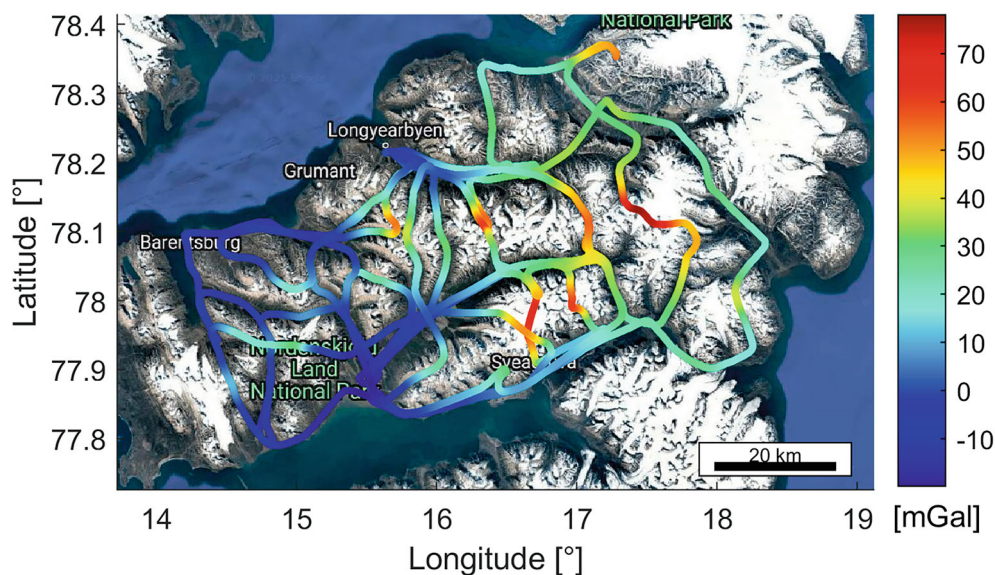 National Park
78.4
78.3
78.2
78.1
78
77.9
77.8
Latitude [°]
Longyearbyen
Grumant
Barentsburg
Land
National Park
20 km
14
15
16
17
18
19
Longitude [°]
70
60
50
40
30
20
10
0
-10
[mGal]